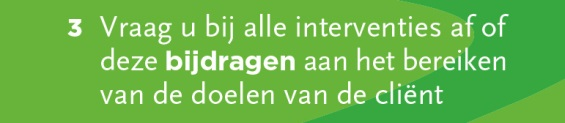 3 Vraag u bij alle interventies af of
deze bijdragen aan het bereiken
van de doelen van de cliënt